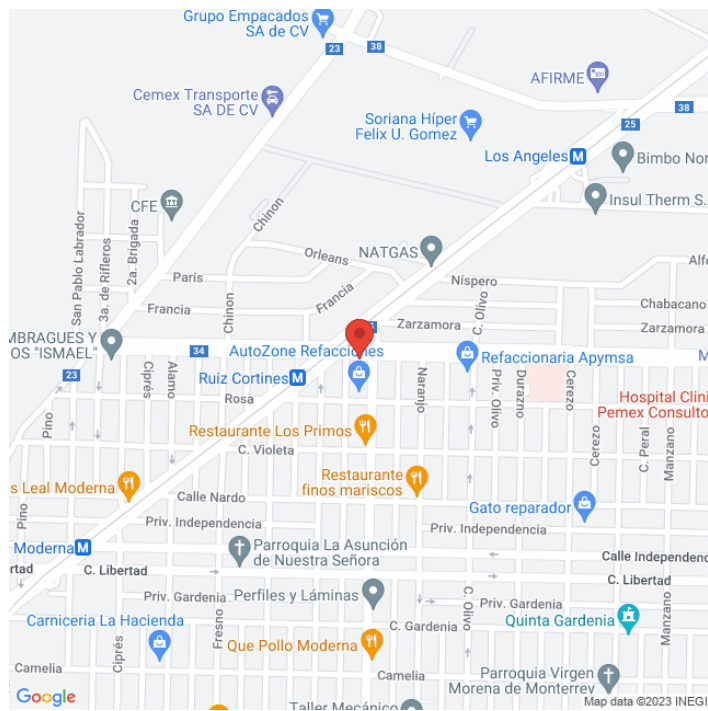 Grupo Empacados
SA de CV
23
38
Cemex Transporte
SA DE CV
AFIRME
38
25
Soriana Híper
Felix U. Gomez
Los Angeles M
Bimbo Nor
Insul Therm S...
CFE
San Pablo Labrador
3a. de Rifleros
2a. Brigada
Chinon
Orleans
NATGAS
París
Francia
Níspero
Alf
Francia
Chinon
Chabacano
Zarzamora
Zarzamora
C. Olivo
MBRAGUES Y
OS "ISMAEL"
34
AutoZone Refacciones
Refaccionaria Apymsa
M
23
Ciprés
Alamo
Ruiz Cortines M
Rosa
Naranjo
Priv. Olivo
Durazno
Cerezo
Hospital Clíni
Pemex Consulto
Pino
Restaurante Los Primos
C. Violeta
Cerezo
C. Peral
Manzano
s Leal Moderna
Calle Nardo
Restaurante
finos mariscos
Gato reparador
Pino
Priv. Independencia
Priv. Independencia
Moderna M
Parroquia La Asunción
de Nuestra Señora
Calle Independenc
ertad
C. Libertad
C. Libertad
Priv. Gardenia
Perfiles y Láminas
Priv. Gardenia
Carniceria La Hacienda
Fresno
C. Gardenia
C. Olivo
Quinta Gardenia
Manzano
Que Pollo Moderna
Camelia
Ciprés
Camelia
Parroquia Virgen
Morena de Monterrey
Google
Taller Mecánico
Map data ©2023 INEGI